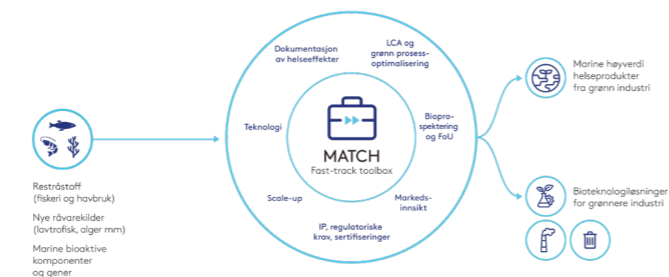 Dokumentasjon
av helseeffekter
LCA og
grønn prosess-
optimalisering
Teknologi
Biopro-
spektering
og FoU
MATCH
Fast-track toolbox
Scale-up
Markeds-
innsikt
IP, regulatoriske
krav, sertifiseringer
Restråstoff
(fiskeri og havbruk)
Nye råvarekilder
(lavtrofisk, alger mm)
Marine bioaktive
komponenter
og gener
Marine høyverdi
helseprodukter
fra grønn industri
Bioteknologiløsninger
for grønnere industri